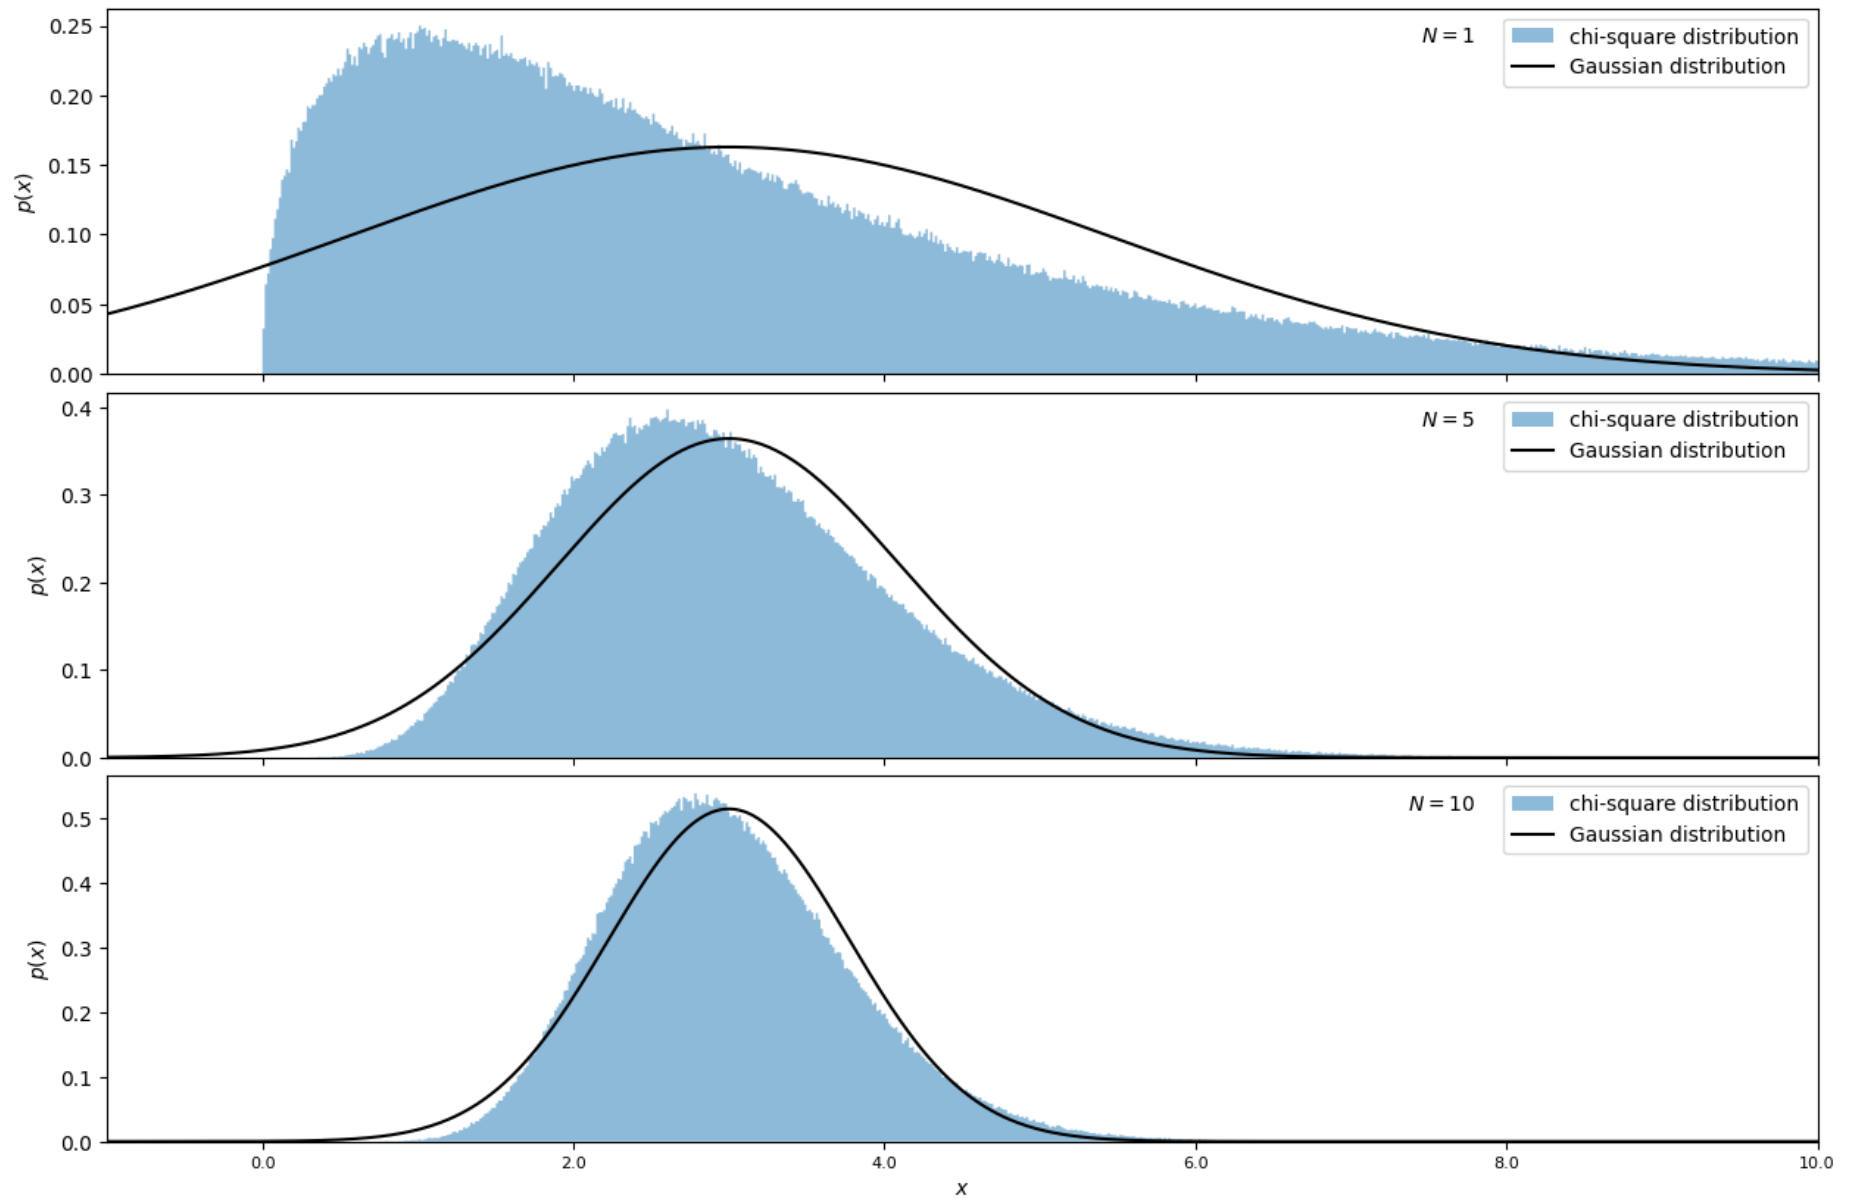 0.25
0.20
0.15
0.10
0.05
0.00
p(x)
N = 1
chi-square distribution
Gaussian distribution
0.4
0.3
0.2
0.1
0.0
p(x)
N = 5
chi-square distribution
Gaussian distribution
0.5
0.4
0.3
0.2
0.1
0.0
p(x)
N = 10
chi-square distribution
Gaussian distribution
0.0 2.0 4.0 6.0 8.0 10.0
x